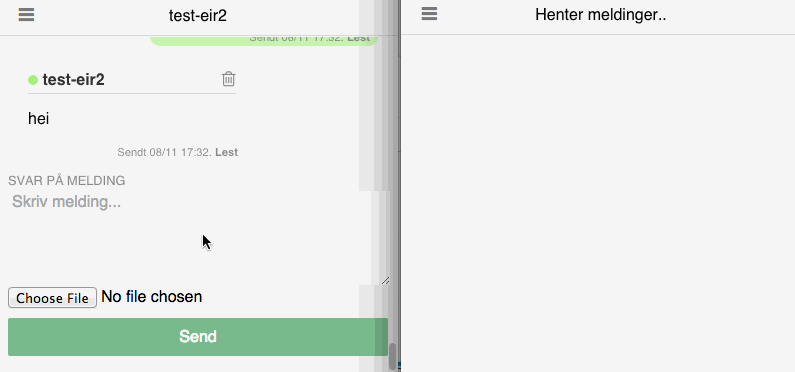 test-eir2
Sendt 08/11 17:32. Lest
test-eir2
hei
Sendt 08/11 17:32. Lest
SVAR PÅ MELDING
Skriv melding...
Choose File No file chosen
Send
Henter meldinger..